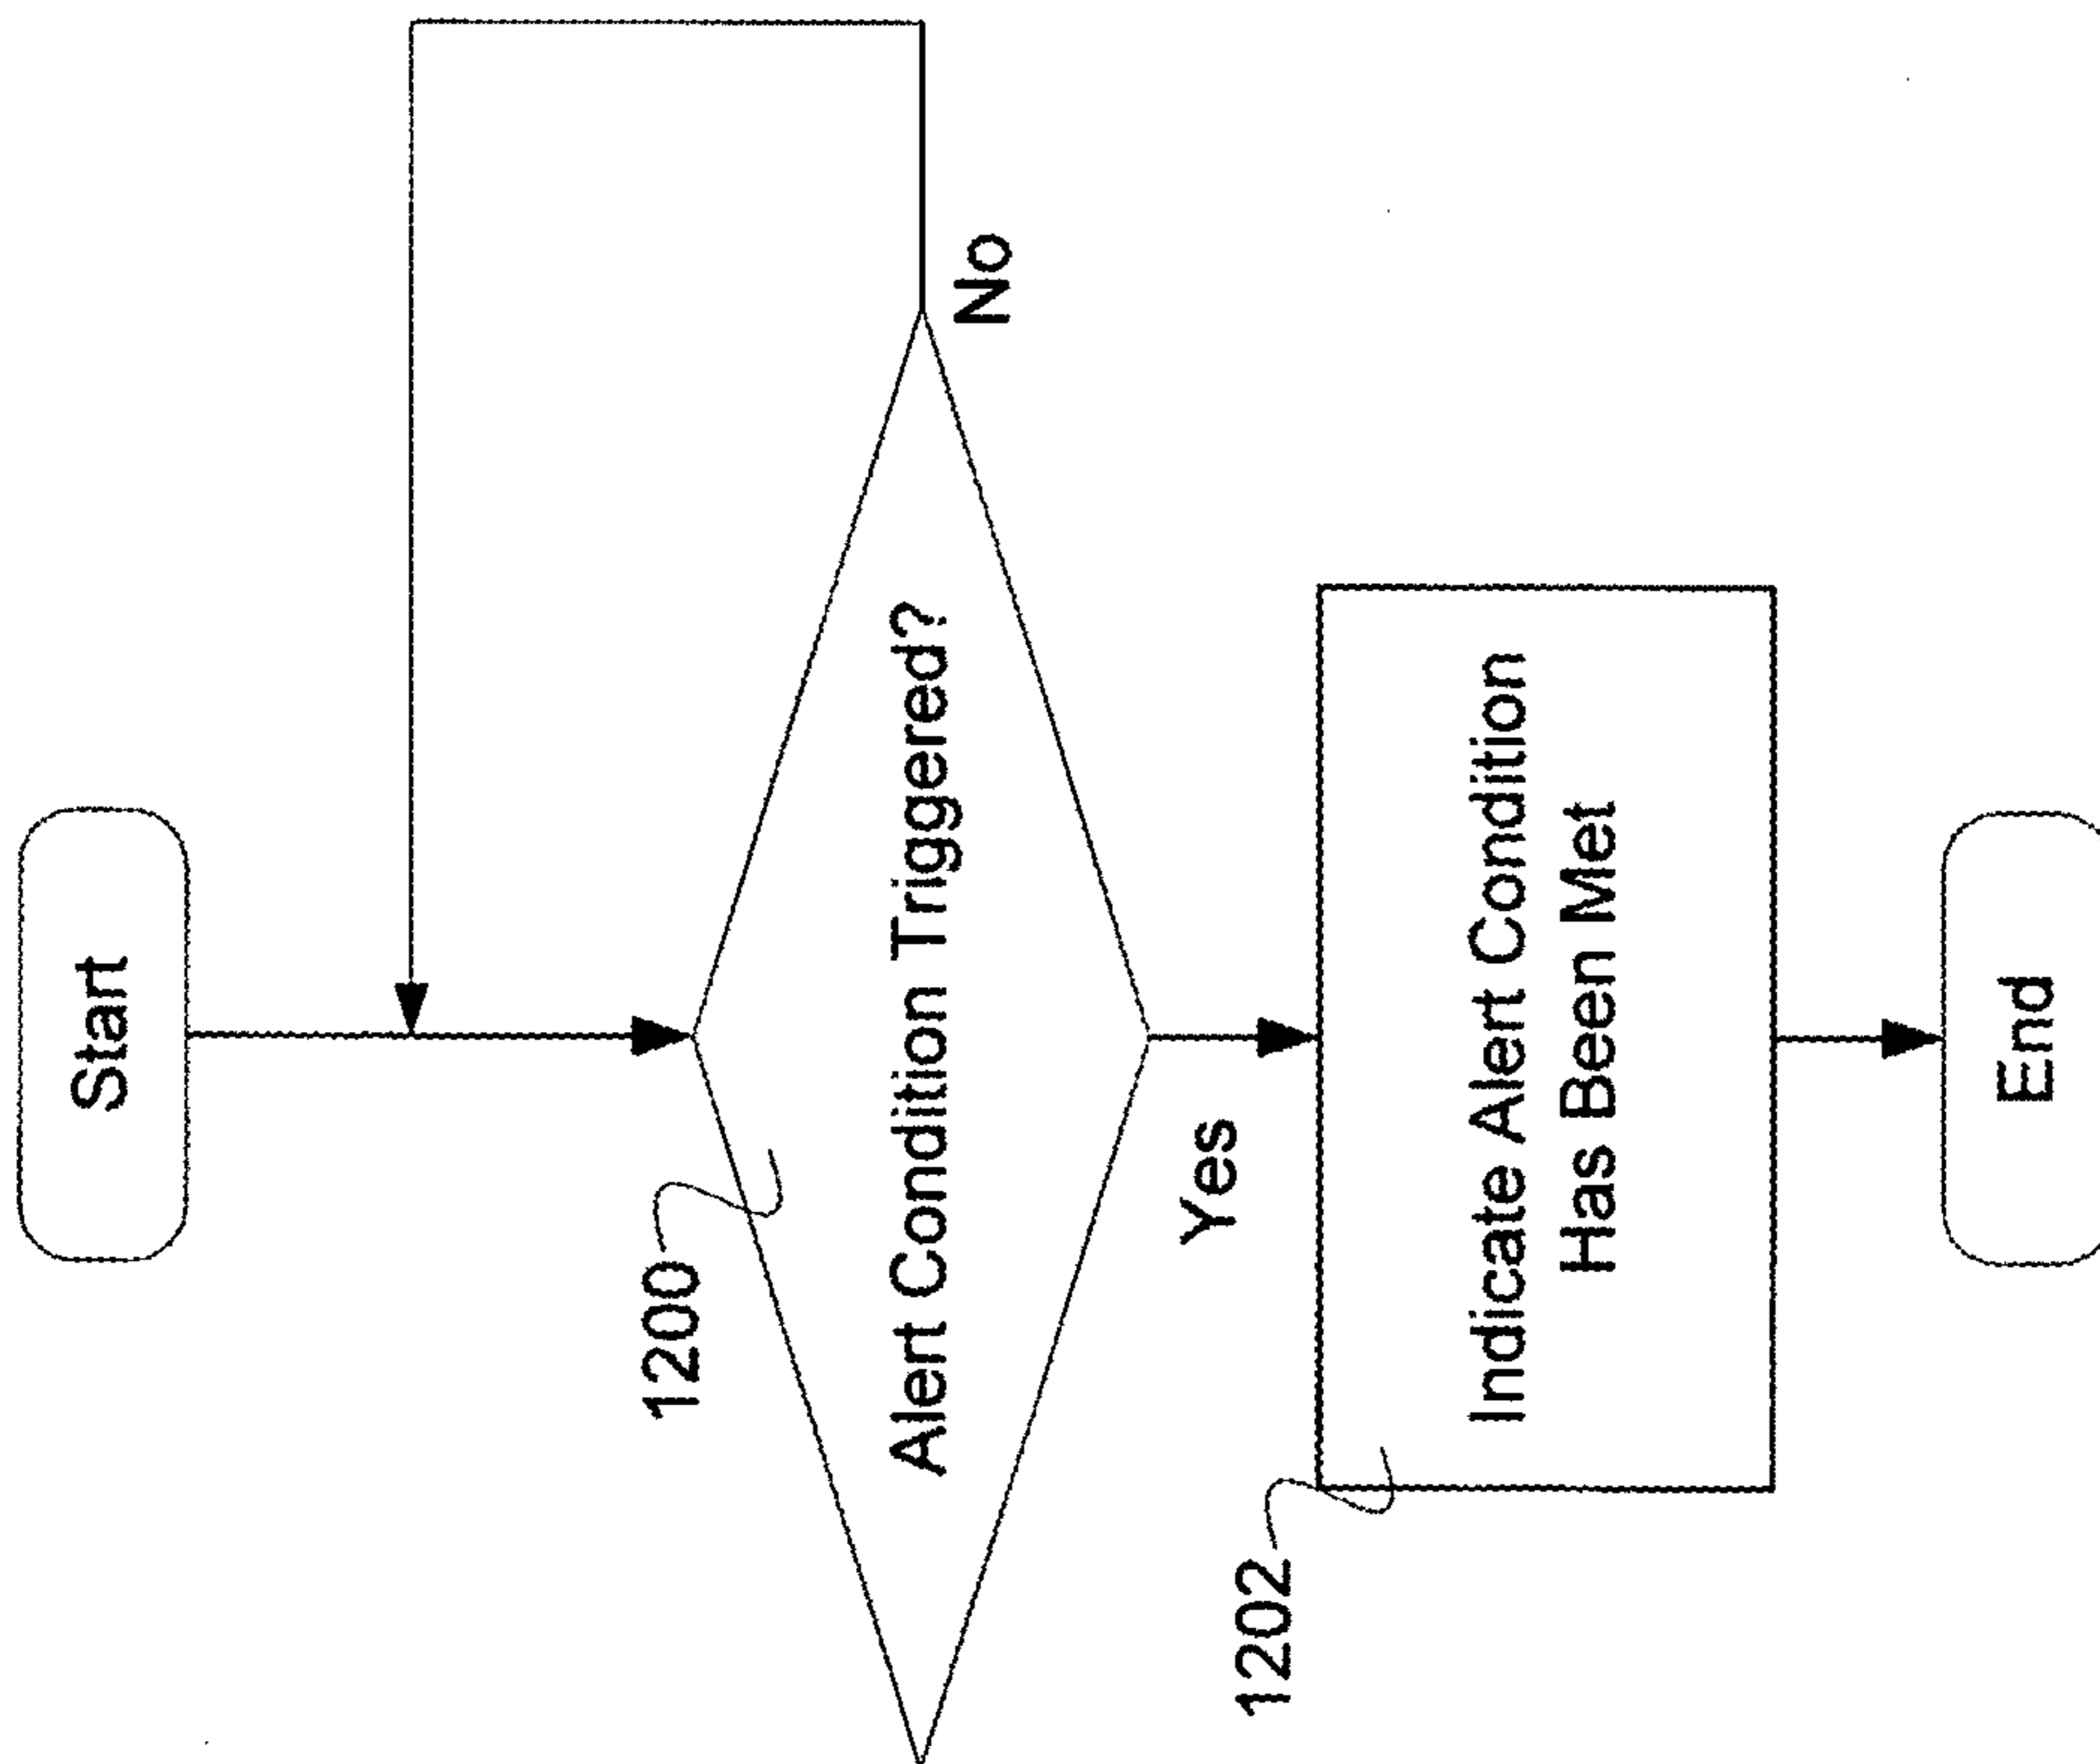 Start
1200
Alert Condition Triggered?
No
Yes
1202
Indicate Alert Condition
Has Been Met
End